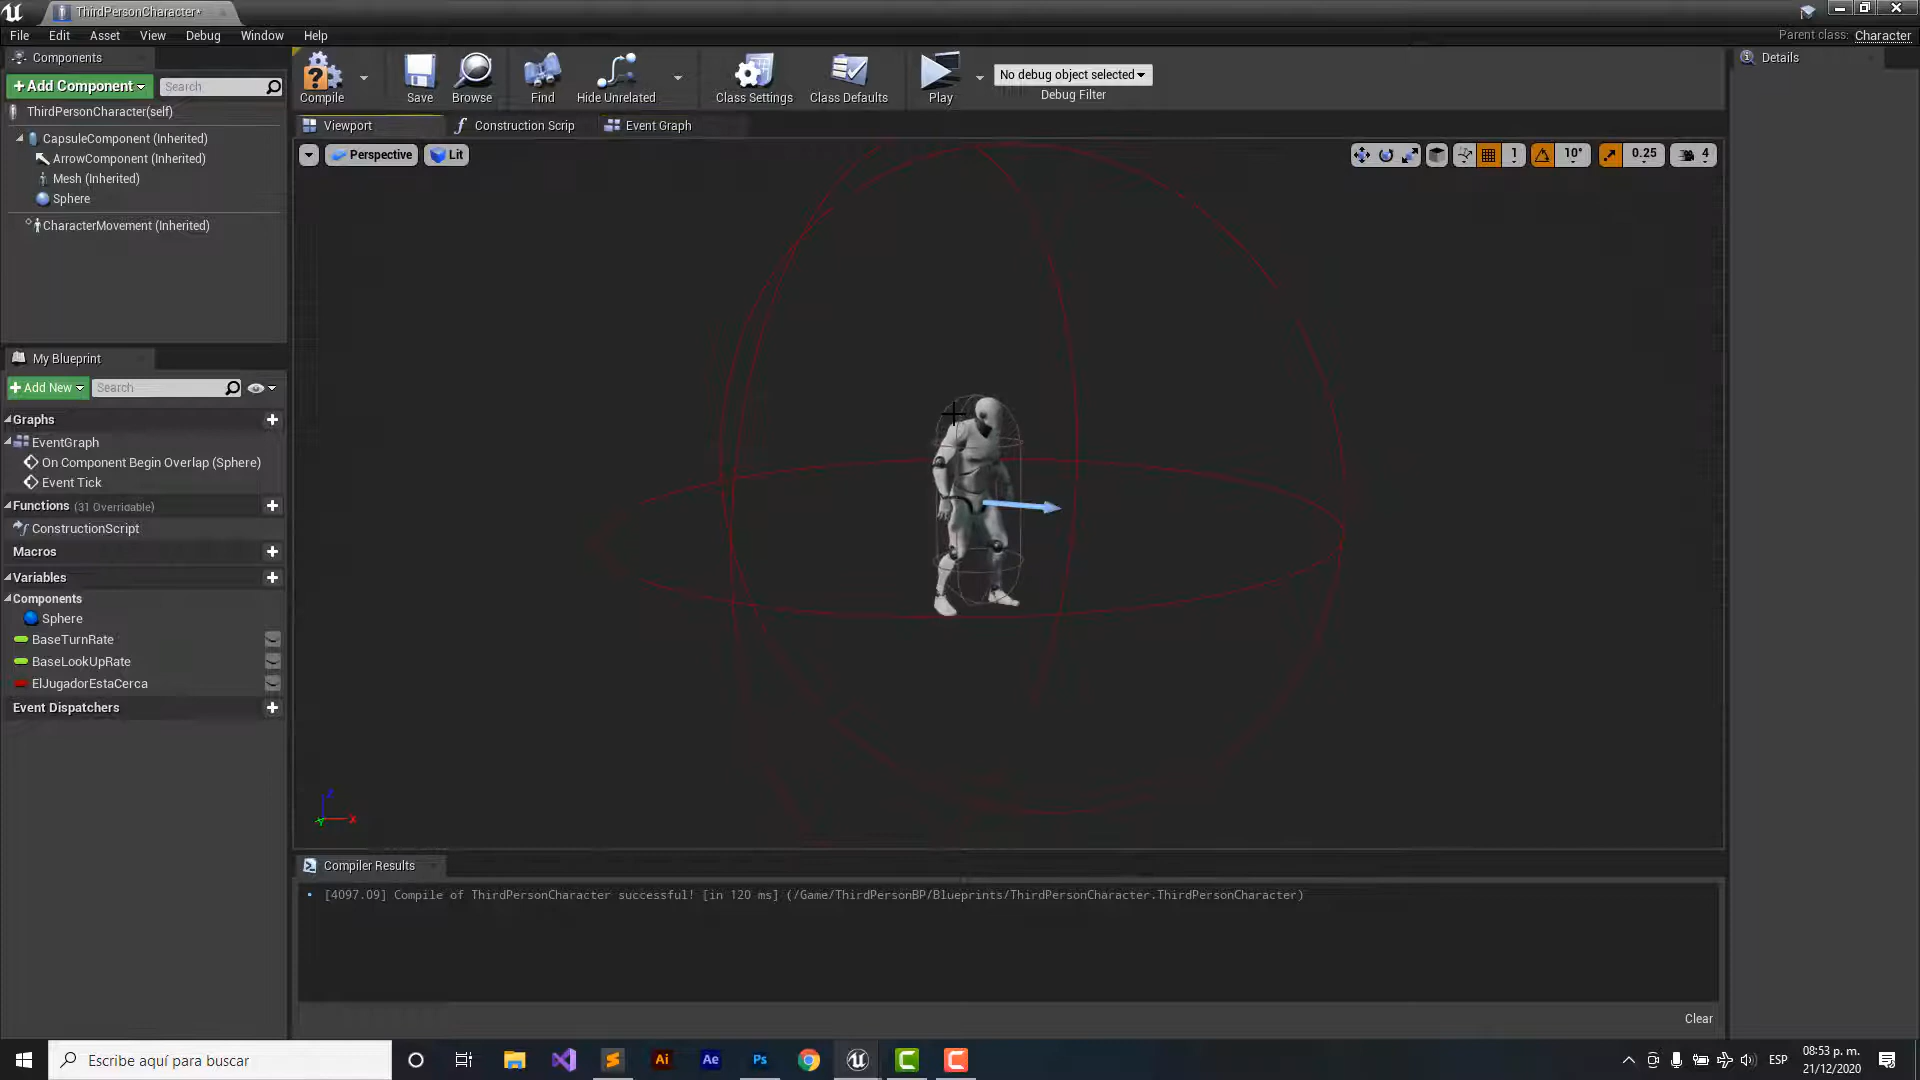 ThirdPersonCharacter*
File Edit Asset View Debug Window Help
Parent class: Character
Components
+Add Component
Search
ThirdPersonCharacter(self)
CapsuleComponent (Inherited)
ArrowComponent (Inherited)
Mesh (Inherited)
Sphere
CharacterMovement (Inherited)
My Blueprint
+Add New
Search
Graphs
EventGraph
On Component Begin Overlap (Sphere)
Event Tick
Functions (31 Overridable)
ConstructionScript
Macros
Variables
Components
Sphere
BaseTurnRate
BaseLookUpRate
ElJugadorEstaCerca
Event Dispatchers
Compile
Save
Browse
Find
Hide Unrelated
Class Settings
Class Defaults
Play
No debug object selected
Debug Filter
Viewport
Construction Scrip
Event Graph
Perspective
Lit
1
10°
0.25
4
Z
X
Y
Details
Compiler Results
[4097.09] Compile of ThirdPersonCharacter successful! [in 120 ms] (/Game/ThirdPersonBP/Blueprints/ThirdPersonCharacter.ThirdPersonCharacter)
Clear
Escribe aquí para buscar
Ai
Ae
Ps
ESP
08:53 p. m.
21/12/2020